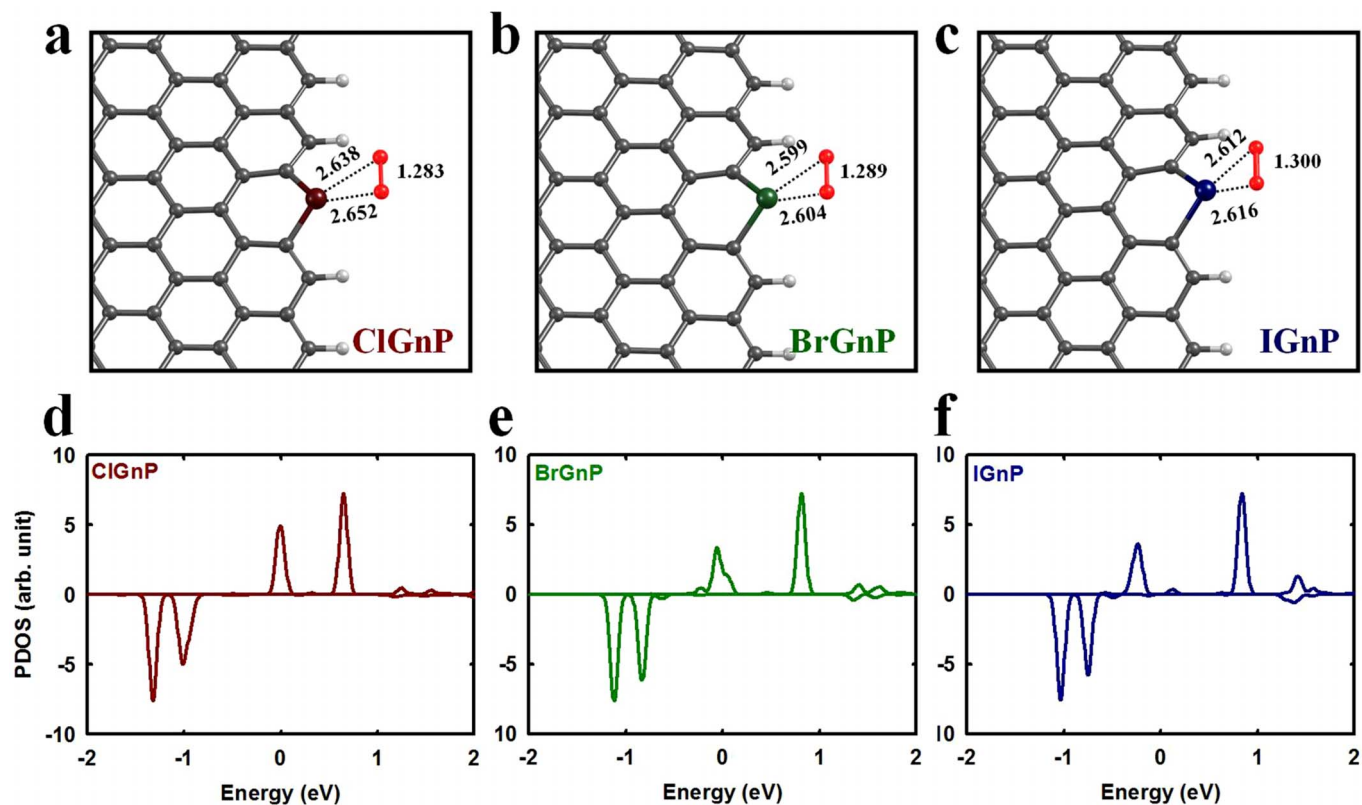 a
b
c
2.638
1.283
2.652
ClGnP
2.599
1.289
2.604
BrGnP
2.612
1.300
2.616
IGnP
d
e
f
ClGnP
10
5
0
-5
-10
-2
-1
0
1
2
PDOS (arb. unit)
Energy (eV)
BrGnP
10
5
0
5
10
-2
-1
0
1
2
Energy (eV)
IGnP
I0
5
0
5
10
-2
-1
0
1
2
Energy (eV)